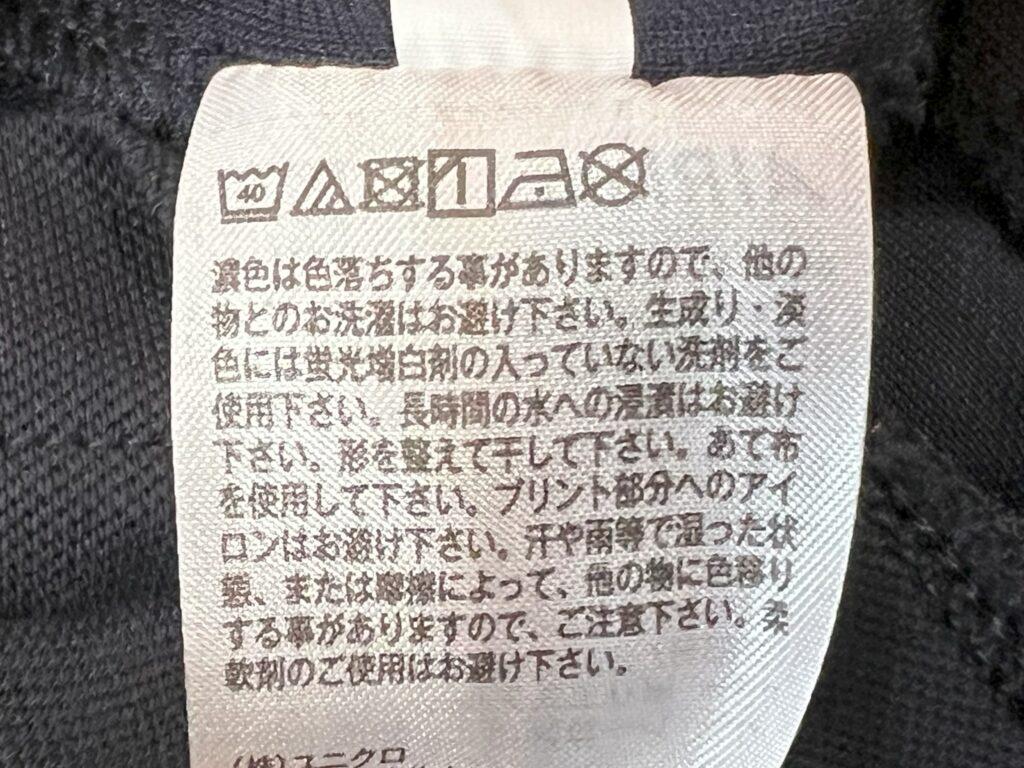 40
濃色は色落ちする事がありますので、他の
物とのお洗濯はお避け下さい。生成り・淡
色には蛍光増白剤の入っていない洗剤をご
使用下さい。長時間の水への浸漬はお避け
下さい。形を整えて干して下さい。あて布
を使用して下さい。プリント部分へのアイ
ロンはお避け下さい。汗や雨等で湿った状
態、または摩擦によって、他の物に色移り
する事がありますので、ご注意下さい。柔
軟剤のご使用はお避け下さい。
(株)ユニクロ